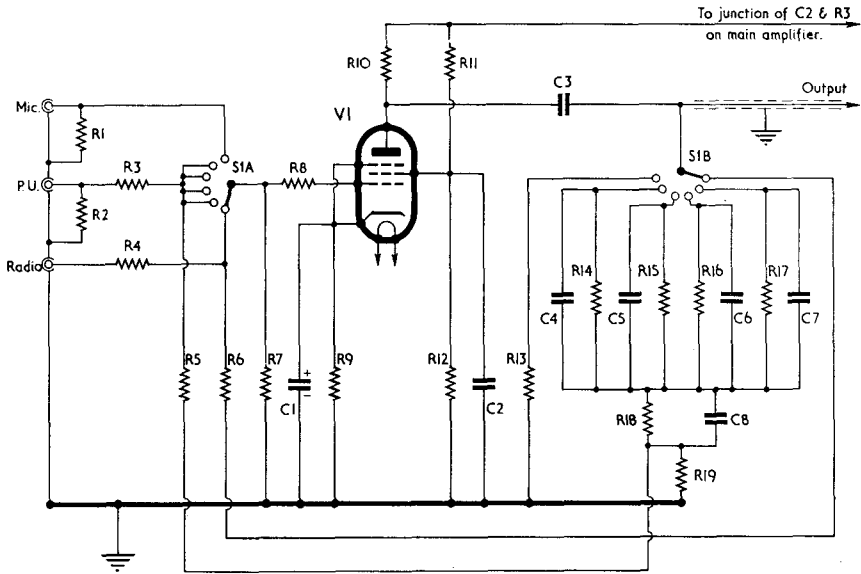 To junction of C2 & R3
on main amplifier.
R10
R11
C3
Output
Mic.
R1
V1
S1A
S1B
R3
R8
P.U.
R2
R4
Radio
R14
R15
R16
R17
C4
C5
C6
C7
R5
R6
R7
+
−
C1
R9
R12
C2
R13
R18
C8
R19